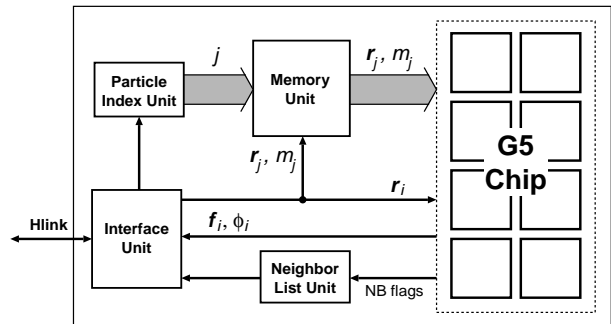 j
r_j, m_j
Particle
Index Unit
Memory
Unit
G5
Chip
r_j, m_j
r_i
Hlink
Interface
Unit
f_i, ϕ_i
Neighbor
List Unit
NB flags